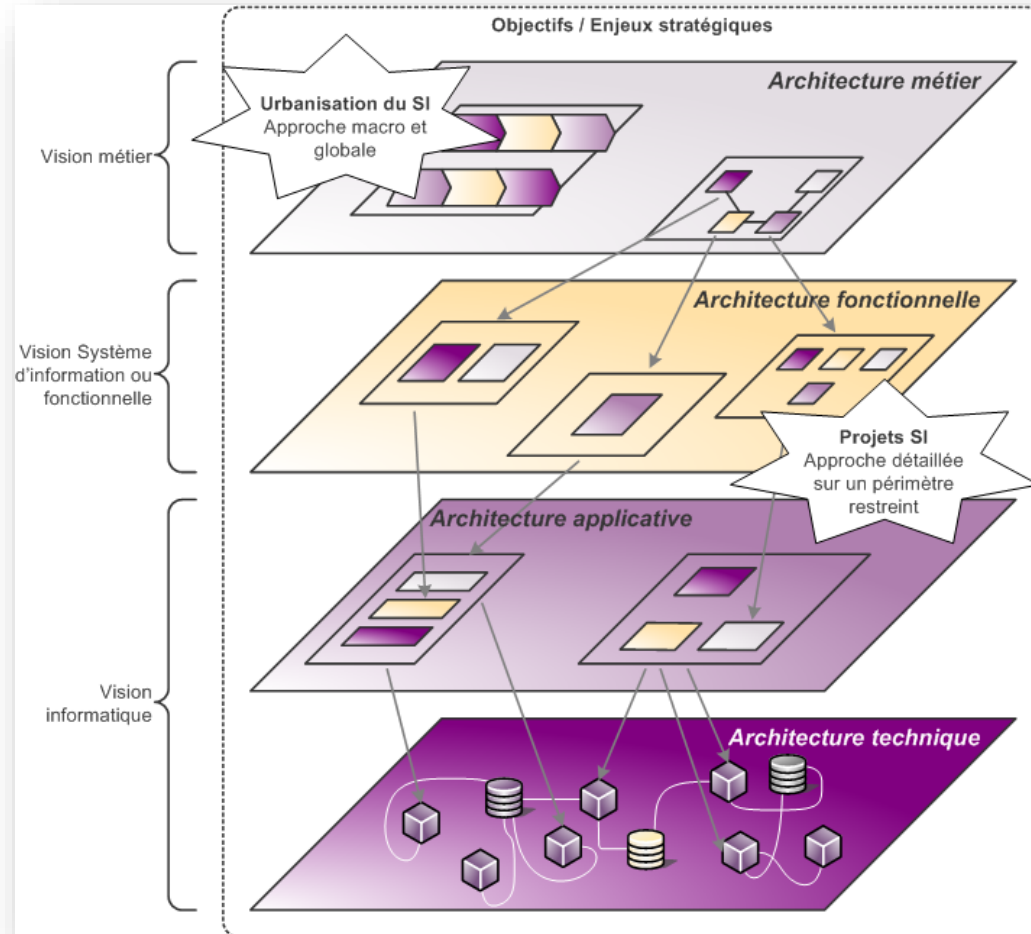 Objectifs / Enjeux stratégiques
Architecture métier
Urbanisation du SI
Approche macro et
globale
Vision métier
Architecture fonctionnelle
Vision Système
d'information ou
fonctionnelle
Projets SI
Approche détaillée
sur un périmètre
restreint
Architecture applicative
Vision
informatique
Architecture technique